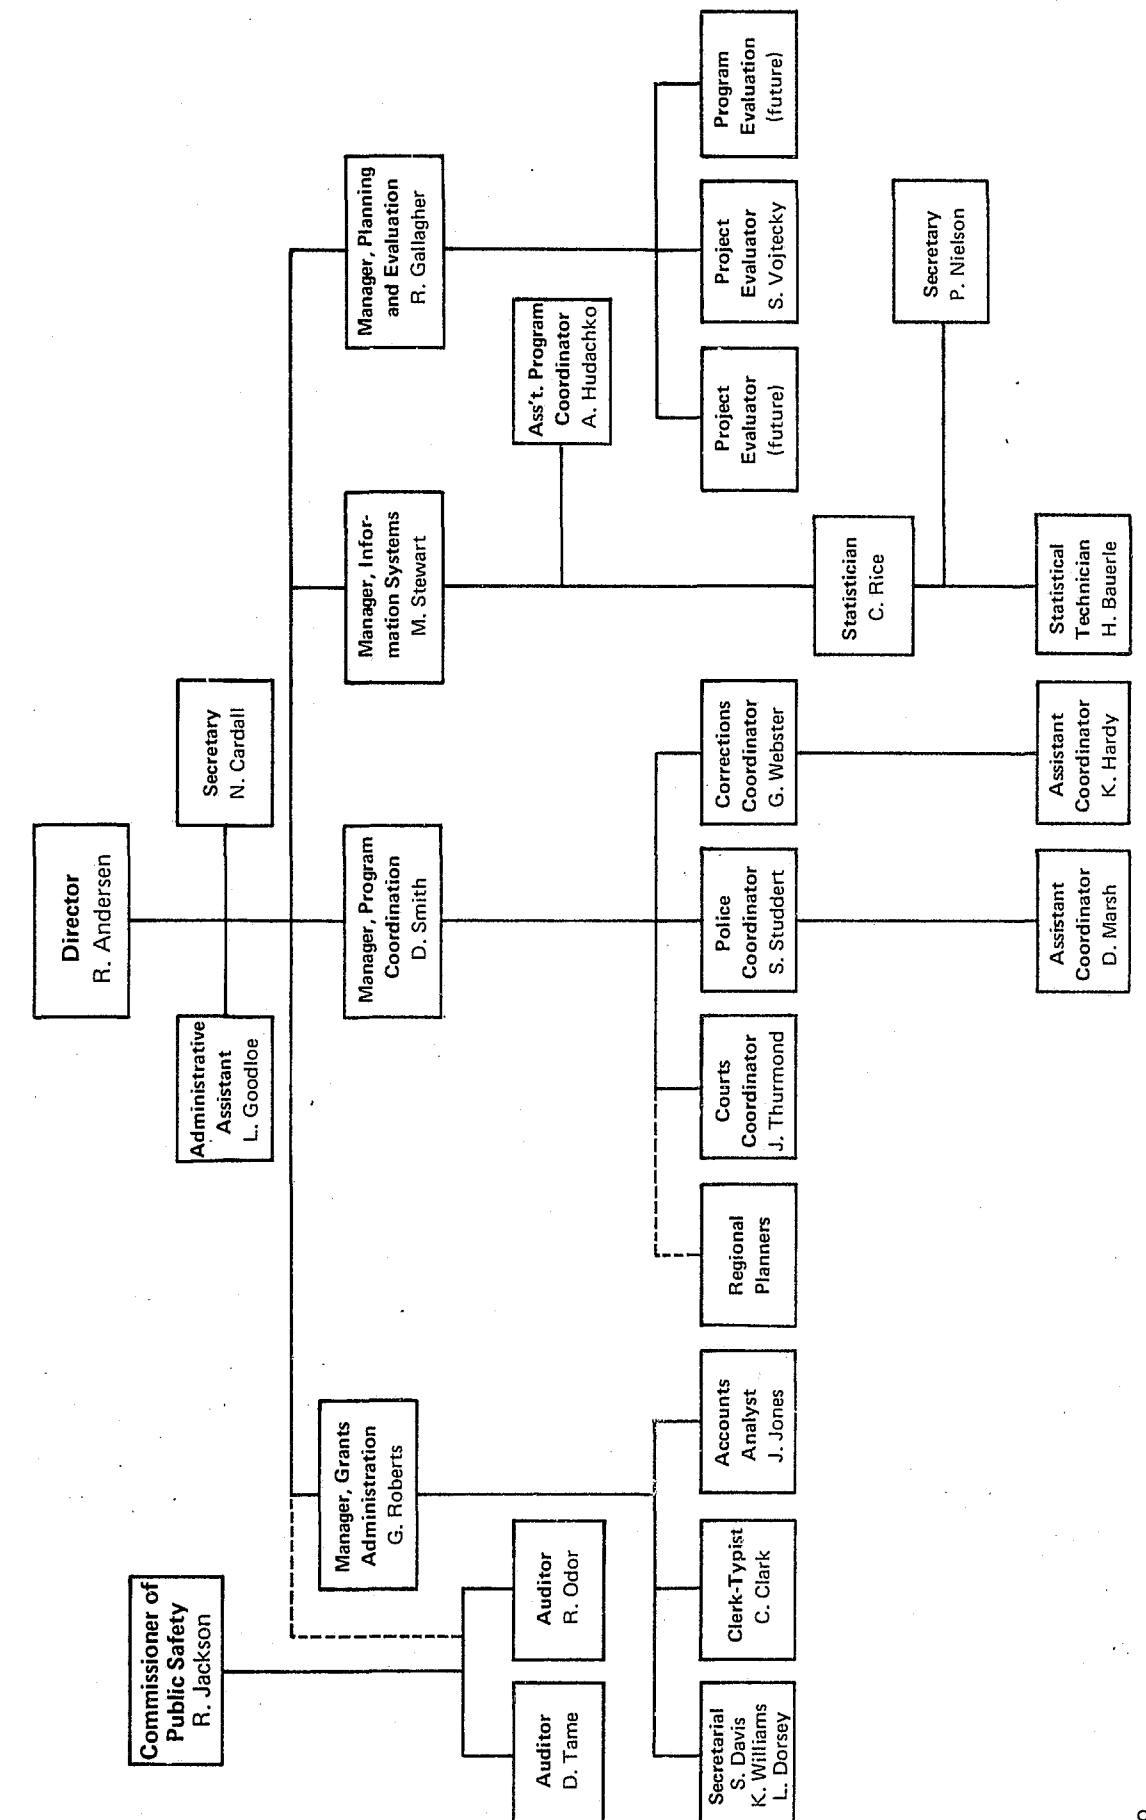 Director
R. Andersen
Administrative
Assistant
L. Goodloe
Secretary
N. Cardall
Commissioner of
Public Safety
R. Jackson
Manager, Grants
Administration
G. Roberts
Manager, Program
Coordination
D. Smith
Manager, Infor-
mation Systems
M. Stewart
Manager, Planning
and Evaluation
R. Gallagher
Auditor
D. Tame
Auditor
R. Odor
Ass't. Program
Coordinator
A. Hudachko
Secretarial
S. Davis
K. Williams
L. Dorsey
Clerk-Typist
C. Clark
Accounts
Analyst
J. Jones
Regional
Planners
Courts
Coordinator
J. Thurmond
Police
Coordinator
S. Studdert
Corrections
Coordinator
G. Webster
Project
Evaluator
(future)
Project
Evaluator
S. Vojtecky
Program
Evaluation
(future)
Statistician
C. Rice
Secretary
P. Nielson
Assistant
Coordinator
D. Marsh
Assistant
Coordinator
K. Hardy
Statistical
Technician
H. Bauerle